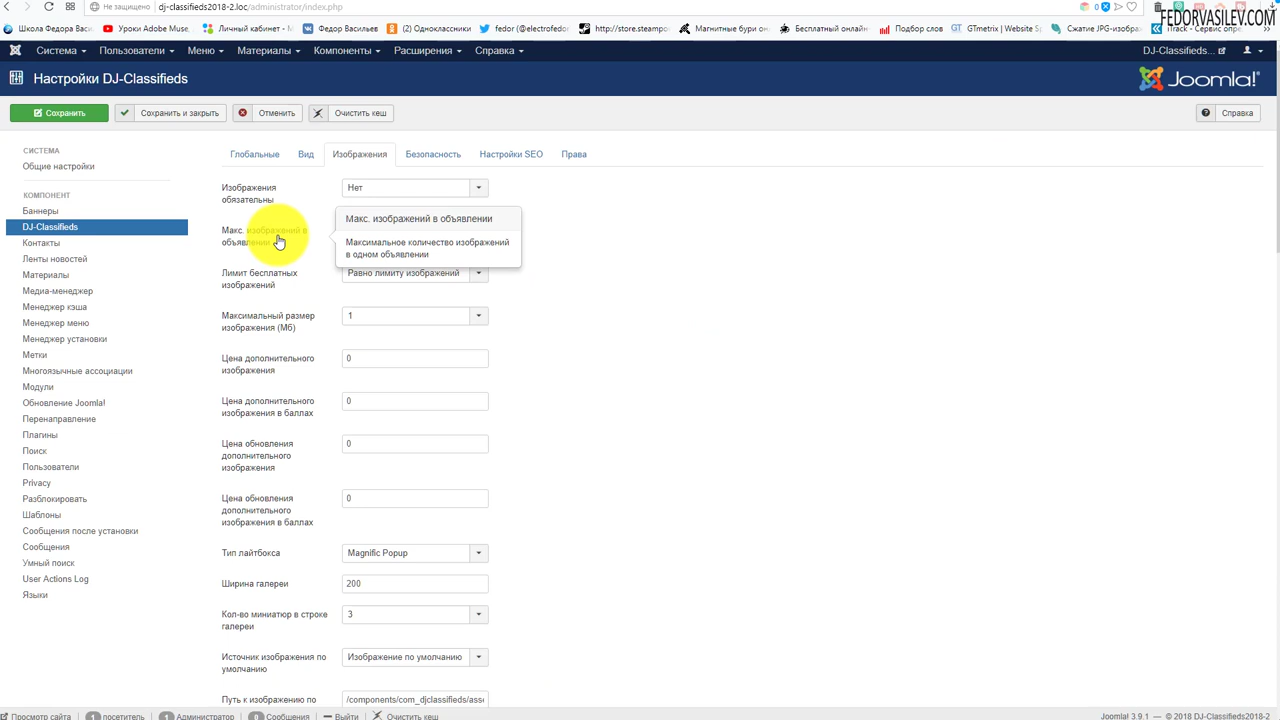 Не защищено dj-classifieds2018-2.loc/administrator/index.php
FEDORVASILEV.COM
Школа Федора Васи Уроки Adobe Muse, Личный кабинет Федор Васильев Одноклассники fedor (@electrofedor http://store.steampo Магнитные бури он Бесплатный онлайн Подбор слов GTmetrix | Website S Сжатие JPG-изобра iTrack - Сервис опре
Система Пользователи Меню Материалы Компоненты Расширения Справка DJ-Classifieds...
Настройки DJ-Classifieds Joomla!
Сохранить Сохранить и закрыть Отменить Очистить кеш Справка
СИСТЕМА
Общие настройки
КОМПОНЕНТ
Баннеры
DJ-Classifieds
Контакты
Ленты новостей
Материалы
Медиа-менеджер
Менеджер кэша
Менеджер меню
Менеджер установки
Метки
Многоязычные ассоциации
Модули
Обновление Joomla!
Перенаправление
Плагины
Поиск
Пользователи
Privacy
Разблокировать
Шаблоны
Сообщения после установки
Сообщения
Умный поиск
User Actions Log
Языки
Глобальные Вид Изображения Безопасность Настройки SEO Права
Изображения
обязательны
Нет
Макс. изображений в
объявлении
Макс. изображений в объявлении
Максимальное количество изображений
в одном объявлении
Лимит бесплатных
изображений
Равно лимиту изображений
Максимальный размер
изображения (Мб)
1
Цена дополнительного
изображения
0
Цена дополнительного
изображения в баллах
0
Цена обновления
дополнительного
изображения
0
Цена обновления
дополнительного
изображения в баллах
0
Тип лайтбокса
Magnific Popup
Ширина галереи
200
Кол-во миниатюр в строке
галереи
3
Источник изображения по
умолчанию
Изображение по умолчанию
Путь к изображению по
/components/com_djclassifieds/asse
Просмотр сайта 1 посетитель 1 Администратор 0 Сообщения Выйти Очистить кеш Joomla! 3.9.1 — © 2018 DJ-Classifieds2018-2